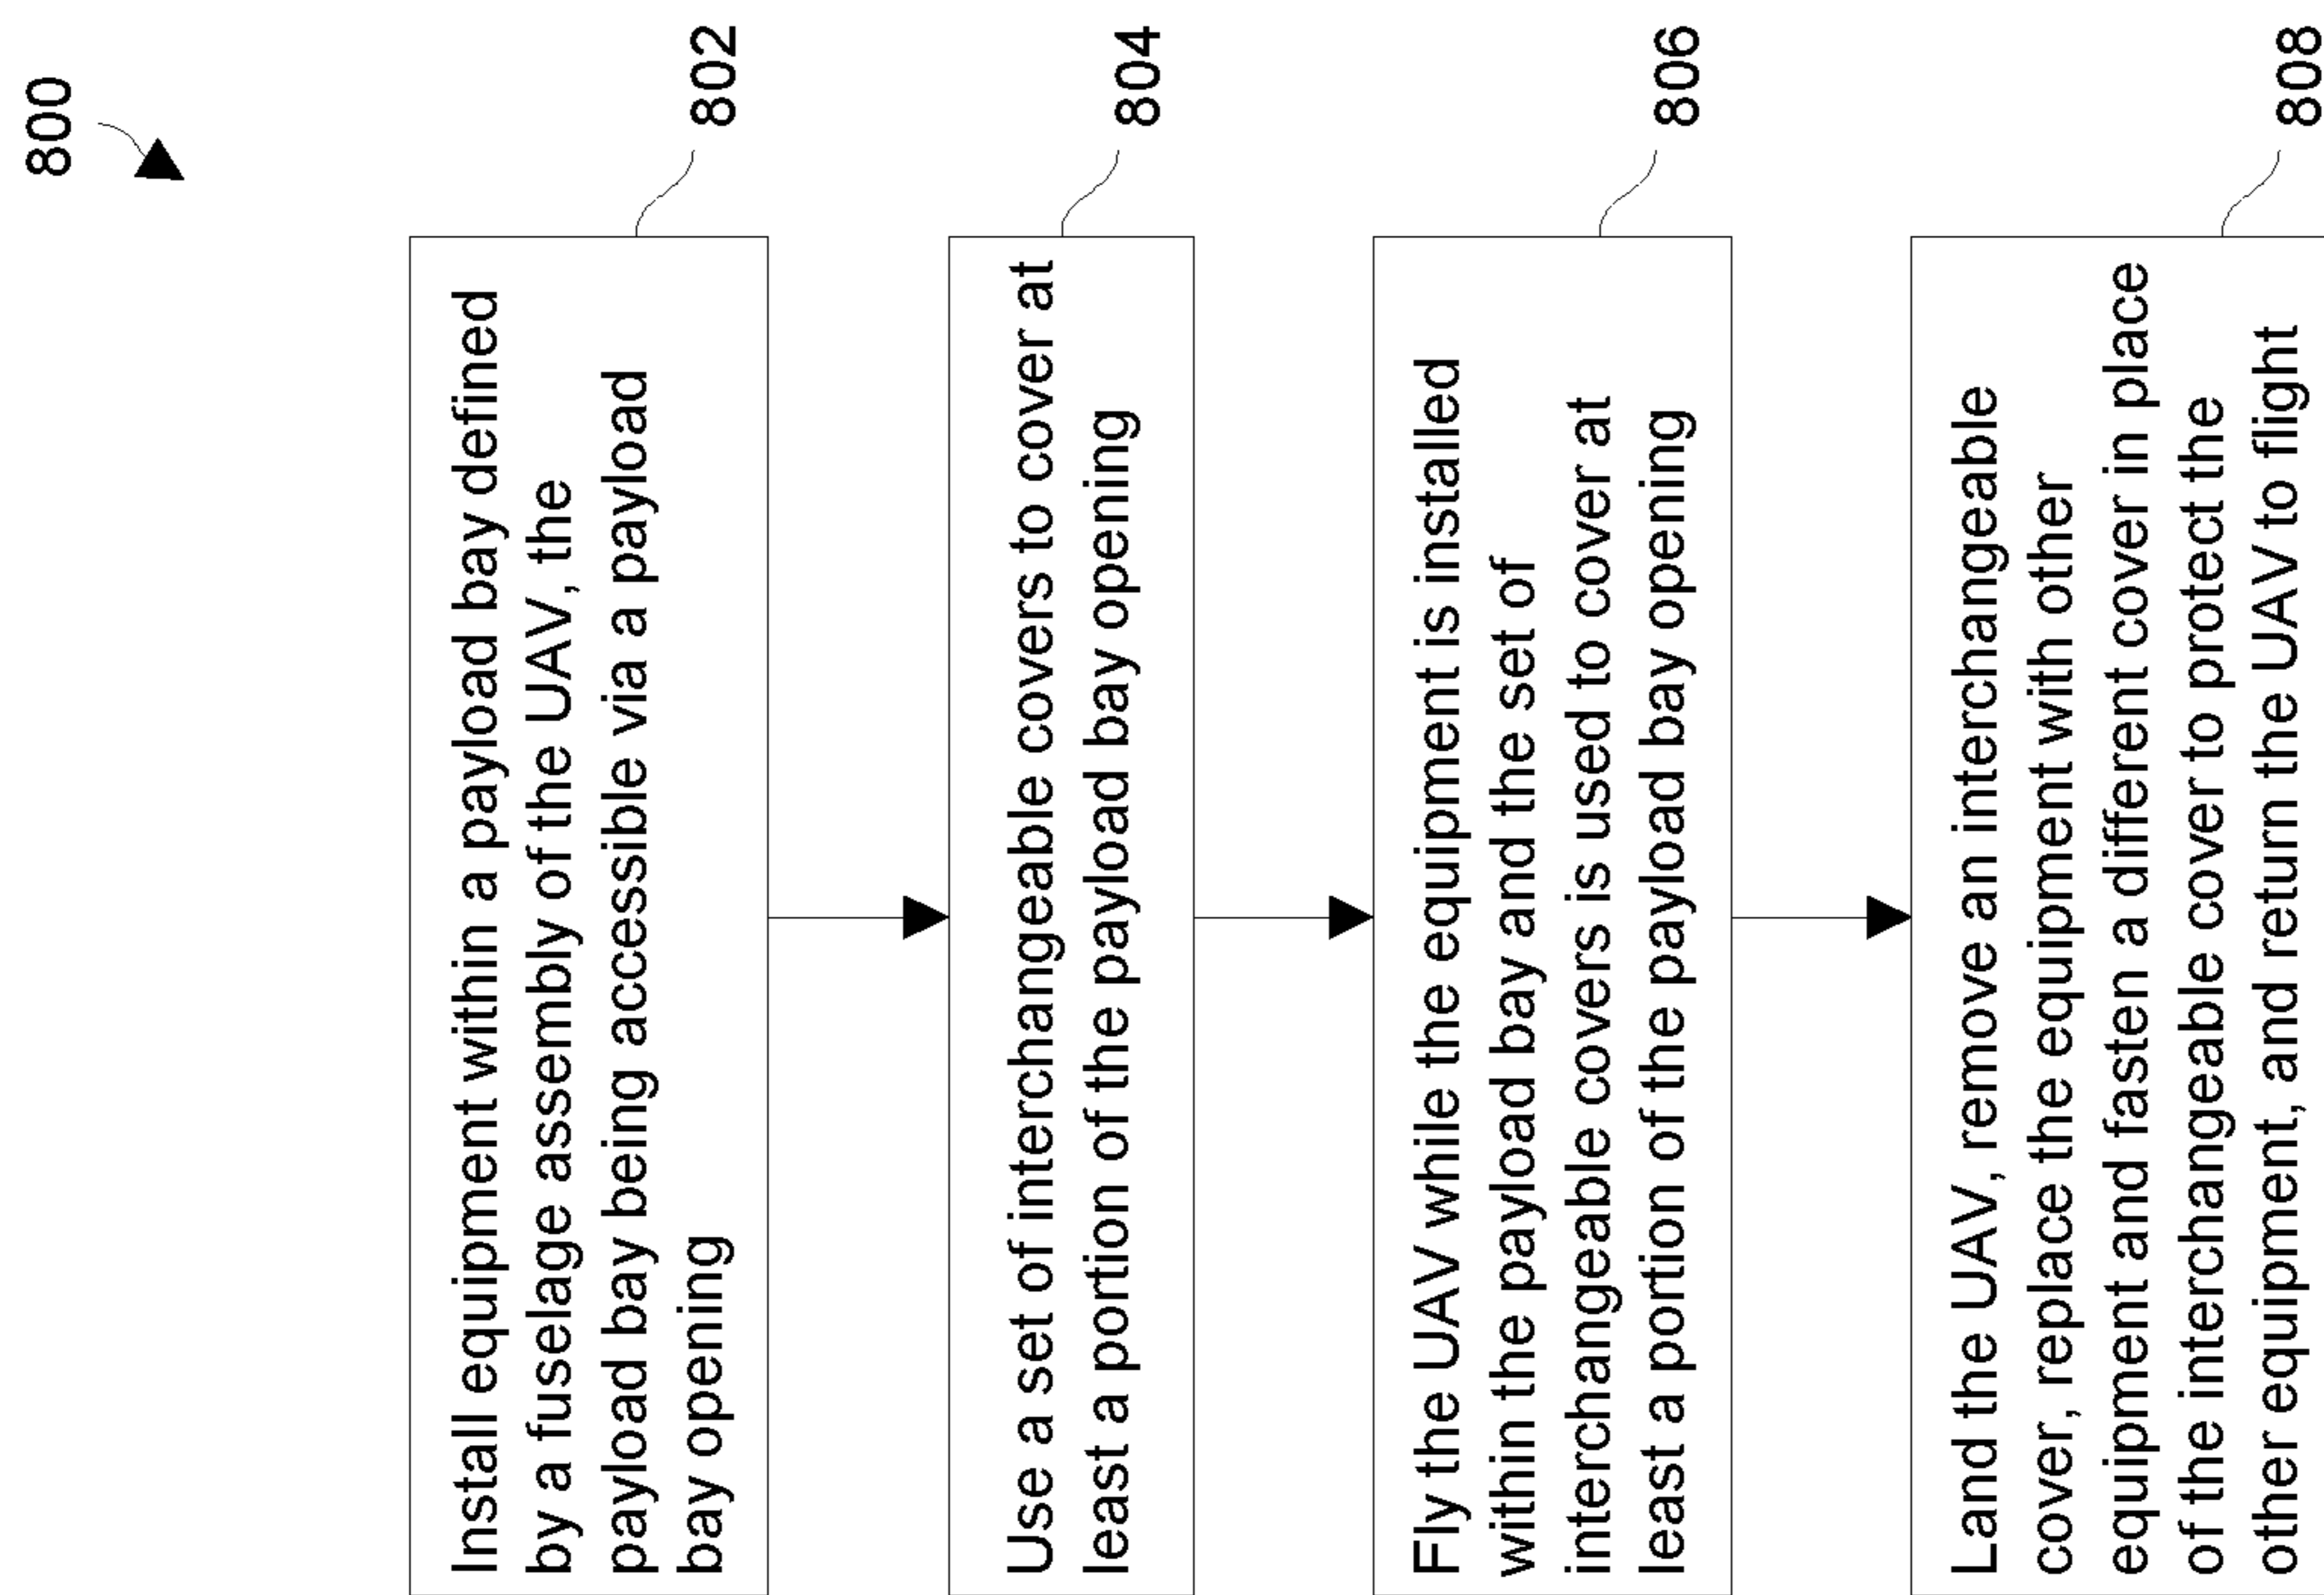 800
Install equipment within a payload bay defined
by a fuselage assembly of the UAV, the
payload bay being accessible via a payload
bay opening
802
Use a set of interchangeable covers to cover at
least a portion of the payload bay opening
804
Fly the UAV while the equipment is installed
within the payload bay and the set of
interchangeable covers is used to cover at
least a portion of the payload bay opening
806
Land the UAV, remove an interchangeable
cover, replace the equipment with other
equipment and fasten a different cover in place
of the interchangeable cover to protect the
other equipment, and return the UAV to flight
808